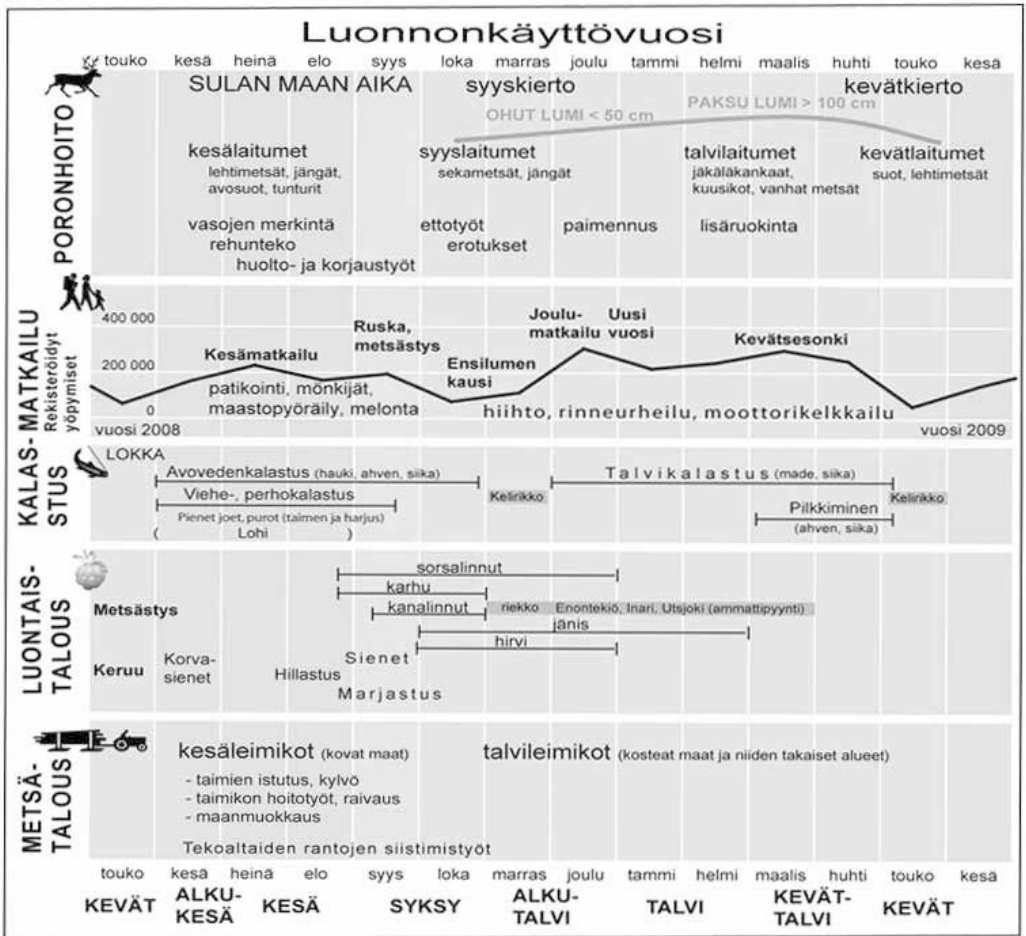 Luonnonkäyttövuosi
touko kesä heinä elo syys loka marras joulu tammi helmi maalis huhti touko kesä
PORONHOITO
SULAN MAAN AIKA syyskierto kevätkierto
OHUT LUMI < 50 cm PAKSU LUMI > 100 cm
kesälaitumet syyslaitumet talvilaitumet kevätlaitumet
lehtimetsät, jängät, sekametsät, jängät jäkäläkankaat, suot, lehtimetsät
avosuot, tunturit kuusikot, vanhat metsät
vasojen merkintä ettotyöt paimennus lisäruokinta
rehunteko erotukset
huolto- ja korjaustyöt
MATKAILU
Rekisteröidyt
yöpymiset
400 000
200 000
0
Kesämatkailu
Ruska,
metsästys
Ensilumen
kausi
Joulu-
matkailu
Uusi
vuosi
Kevätsesonki
patikointi, mönkijät,
maastopyöräily, melonta
hiihto, rinneurheilu, moottorikelkkailu
vuosi 2008 vuosi 2009
KALAS-
STUS
LOKKA
Avovedenkalastus (hauki, ahven, siika) Talvikalastus (made, siika)
Viehe-, perhokalastus Kelirikko Kelirikko
Pilkkiminen
Pienet joet, purot (taimen ja harjus) (ahven, siika)
( Lohi )
LUONTAIS-
TALOUS
sorsalinnut
karhu
Metsästys kanalinnut riekko Enontekiö, Inari, Utsjoki (ammattipyynti)
jänis
hirvi
Keruu
Korva-
sienet
Hillastus
Sienet
Marjastus
METSÄ-
TALOUS
kesäleimikot (kovat maat) talvileimikot (kosteat maat ja niiden takaiset alueet)
- taimien istutus, kylvö
- taimikon hoitotyöt, raivaus
- maanmuokkaus
Tekoaltaiden rantojen siistimistyöt
touko kesä heinä elo syys loka marras joulu tammi helmi maalis huhti touko kesä
KEVÄT ALKU- KESÄ SYKSY ALKU- TALVI KEVÄT- KEVÄT
KESÄ TALVI TALVI